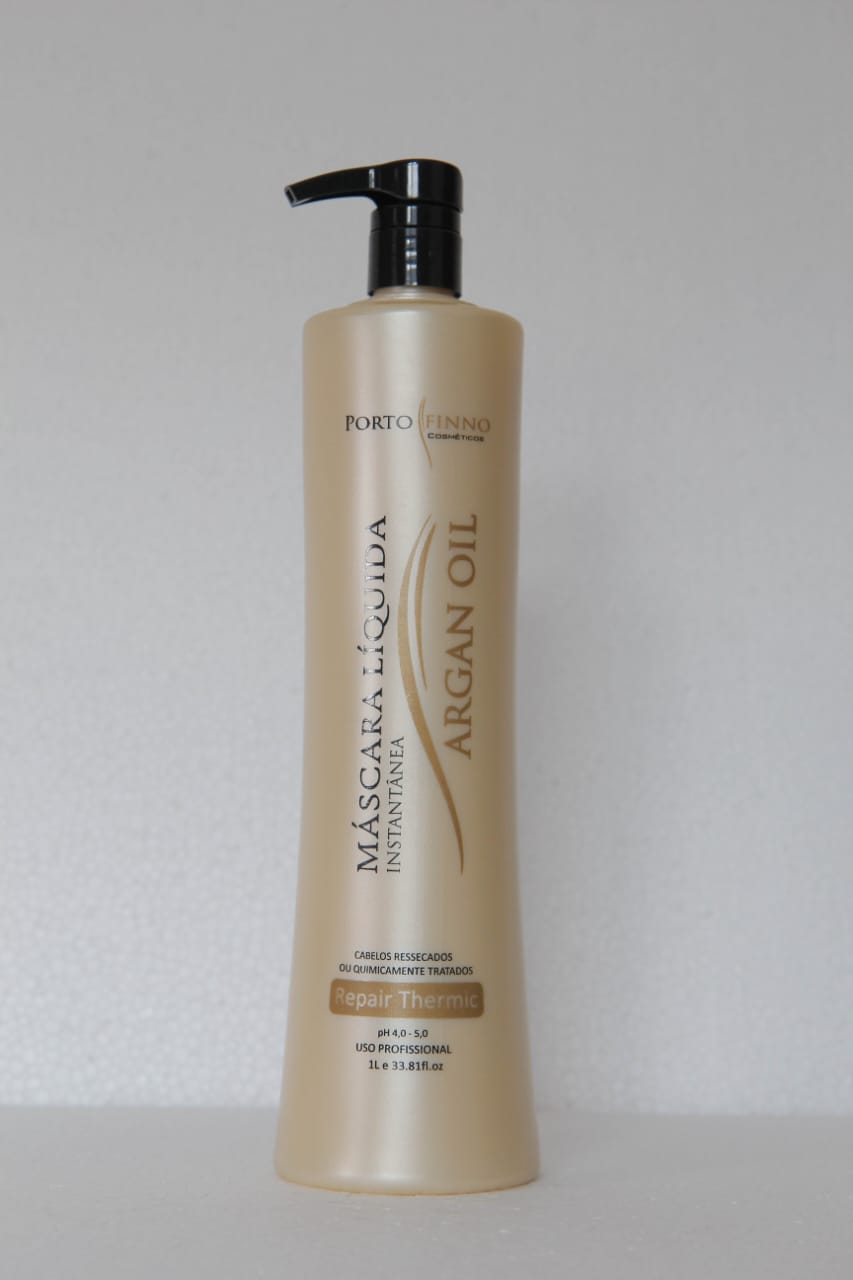 PORTO FINNO
COSMÉTICOS
MÁSCARA LÍQUIDA
INSTANTÂNEA
ARGAN OIL
CABELOS RESSECADOS
OU QUIMICAMENTE TRATADOS
Repair Thermic
pH 4,0 - 5,0
USO PROFISSIONAL
1L e 33.81fl.oz